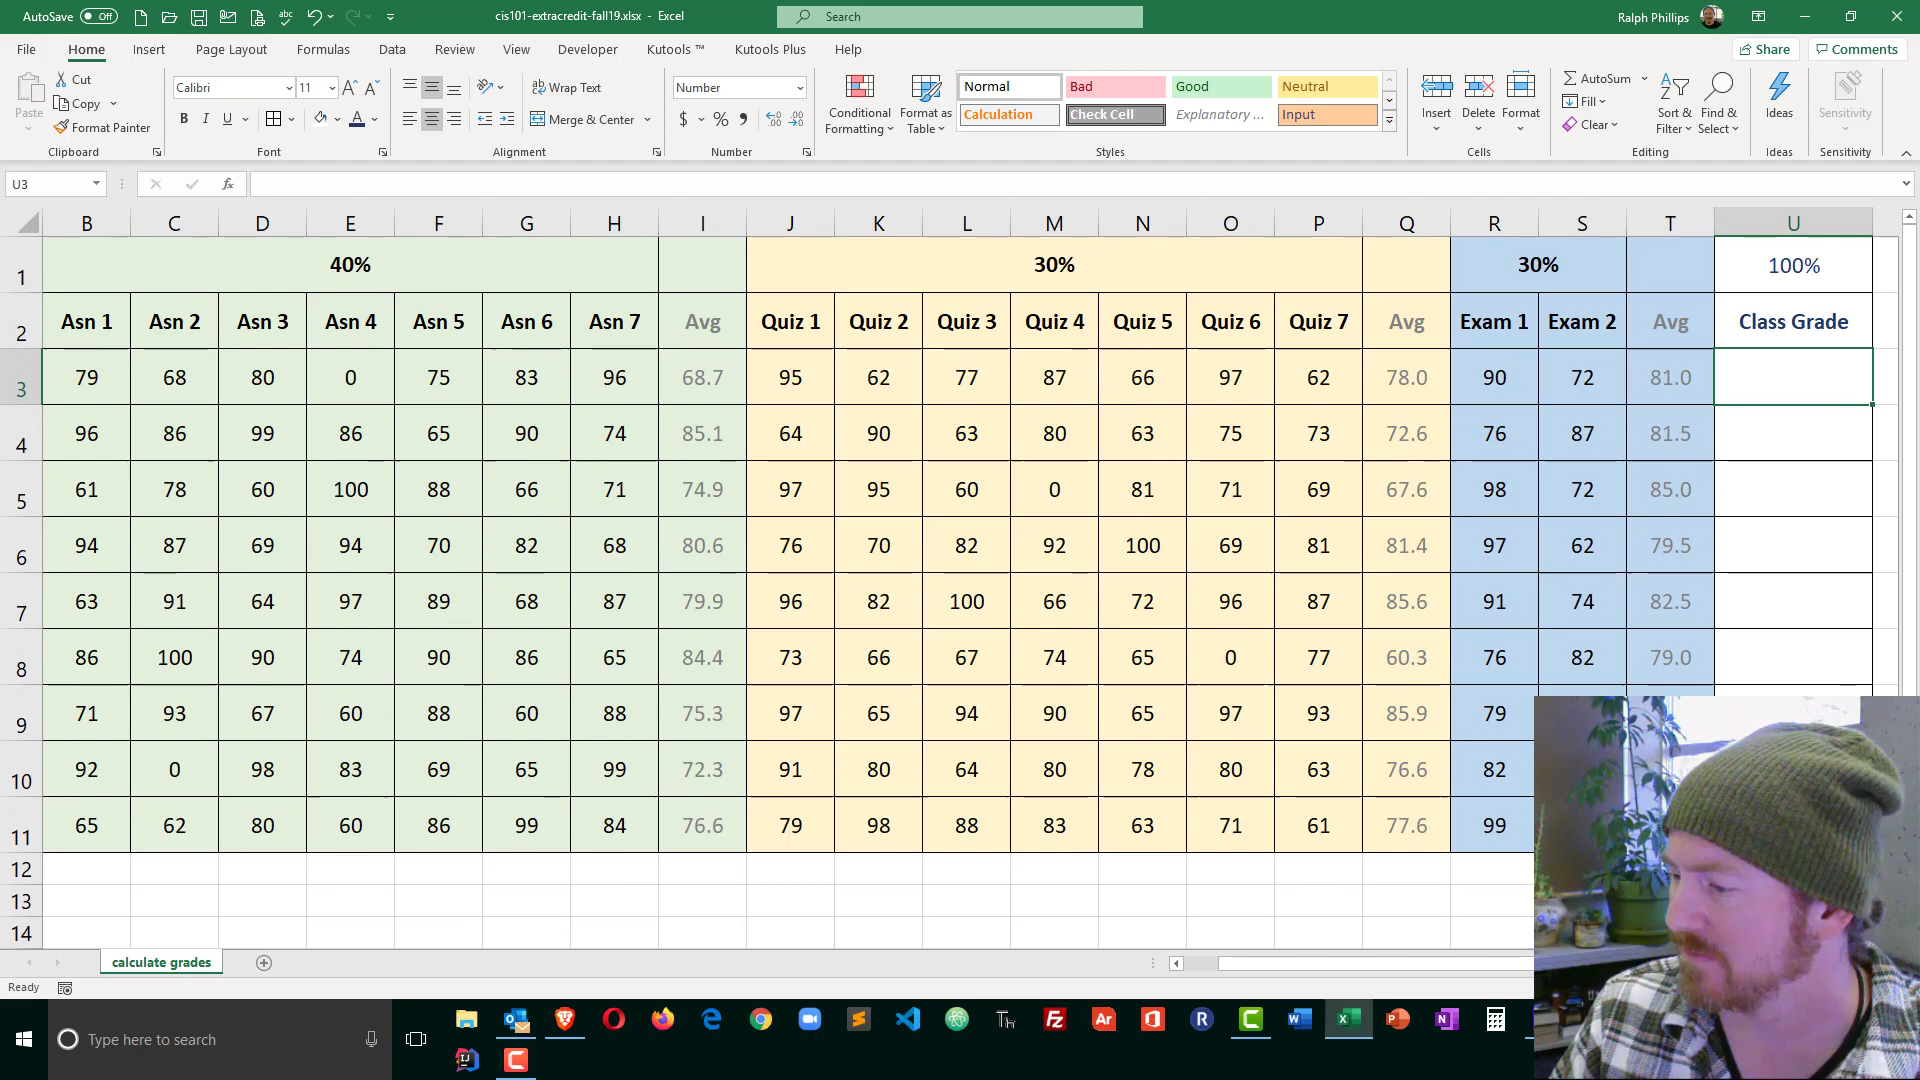 AutoSave Off
cis101-extracredit-fall19.xlsx - Excel
Search
Ralph Phillips
File Home Insert Page Layout Formulas Data Review View Developer Kutools ™ Kutools Plus Help Share Comments
Paste Cut Copy Format Painter
Calibri 11
B I U
Wrap Text
Merge & Center
Number
$ % ,
Conditional Formatting
Format as Table
Normal Bad Good Neutral
Calculation Check Cell Explanatory ... Input
Insert Delete Format
AutoSum Fill Clear
Sort & Filter
Find & Select
Ideas
Sensitivity
Clipboard Font Alignment Number Styles Cells Editing Ideas Sensitivity
U3 fx
B C D E F G H I J K L M N O P Q R S T U
1 40% 30% 30% 100%
2 Asn 1 Asn 2 Asn 3 Asn 4 Asn 5 Asn 6 Asn 7 Avg Quiz 1 Quiz 2 Quiz 3 Quiz 4 Quiz 5 Quiz 6 Quiz 7 Avg Exam 1 Exam 2 Avg Class Grade
3 79 68 80 0 75 83 96 68.7 95 62 77 87 66 97 62 78.0 90 72 81.0
4 96 86 99 86 65 90 74 85.1 64 90 63 80 63 75 73 72.6 76 87 81.5
5 61 78 60 100 88 66 71 74.9 97 95 60 0 81 71 69 67.6 98 72 85.0
6 94 87 69 94 70 82 68 80.6 76 70 82 92 100 69 81 81.4 97 62 79.5
7 63 91 64 97 89 68 87 79.9 96 82 100 66 72 96 87 85.6 91 74 82.5
8 86 100 90 74 90 86 65 84.4 73 66 67 74 65 0 77 60.3 76 82 79.0
9 71 93 67 60 88 60 88 75.3 97 65 94 90 65 97 93 85.9 79
10 92 0 98 83 69 65 99 72.3 91 80 64 80 78 80 63 76.6 82
11 65 62 80 60 86 99 84 76.6 79 98 88 83 63 71 61 77.6 99
12
13
14
calculate grades
Ready
Type here to search